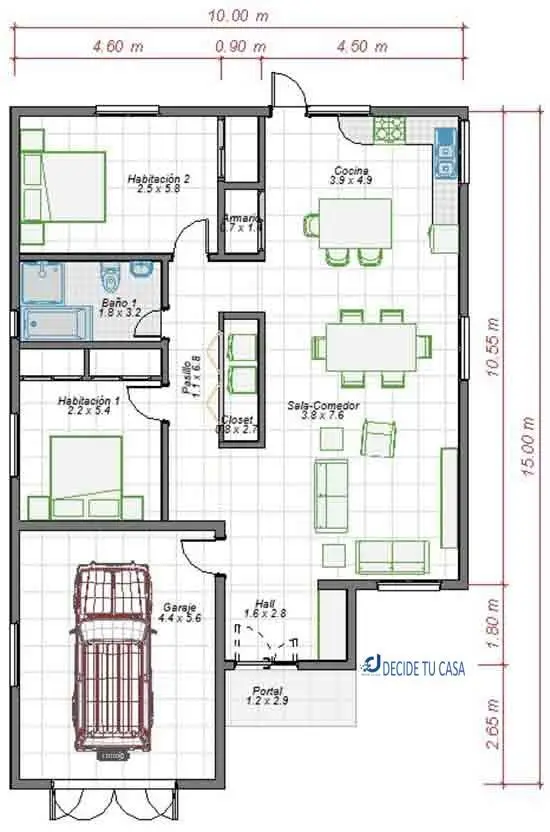 10.00 m
4.60 m
0.90 m
4.50 m
Habitación 2
2.5 x 5.8
Cocina
3.9 x 4.9
Armario
0.7 x 1.4
Baño 1
1.8 x 3.2
Pasillo
1.1 x 6.8
Habitación 1
2.2 x 5.4
Closet
0.8 x 2.7
Sala-Comedor
3.8 x 7.6
10.55 m
15.00 m
Garaje
4.4 x 5.6
Hall
1.6 x 2.8
1.80 m
DECIDE TU CASA
Portal
1.2 x 2.9
2.65 m